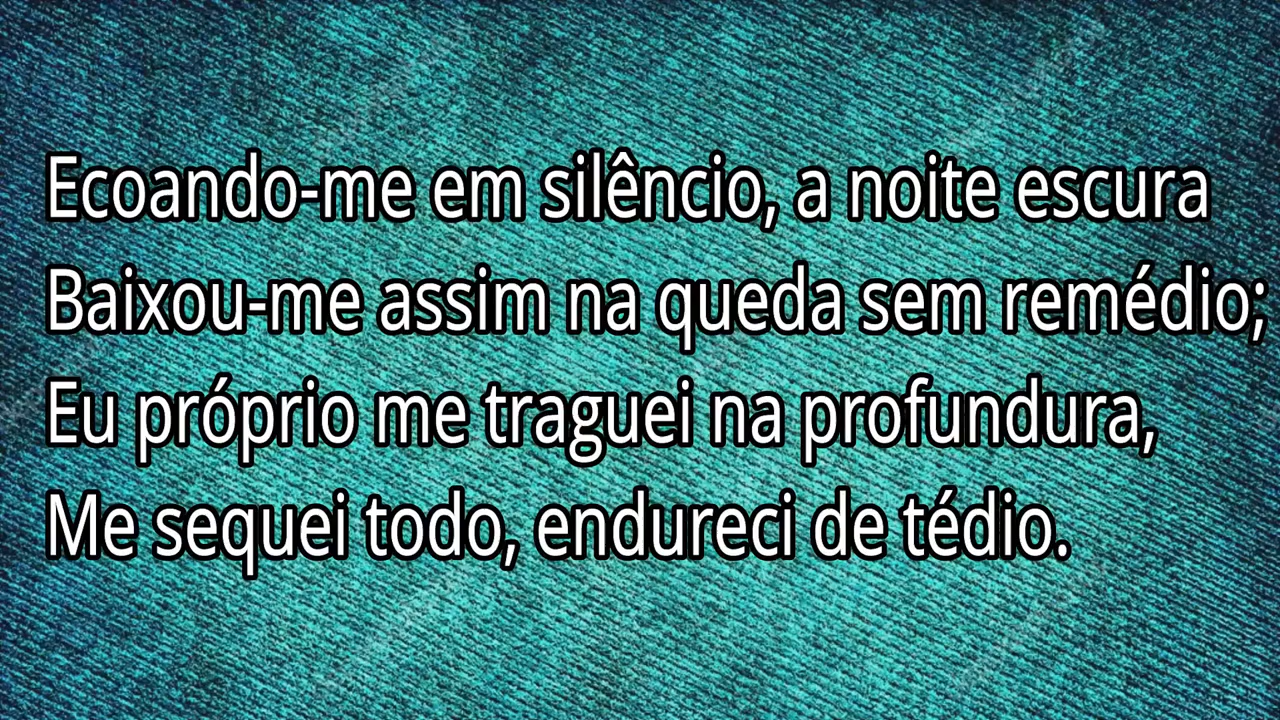 Ecoando-me em silêncio, a noite escura
Baixou-me assim na queda sem remédio;
Eu próprio me traguei na profundura,
Me sequei todo, endureci de tédio.